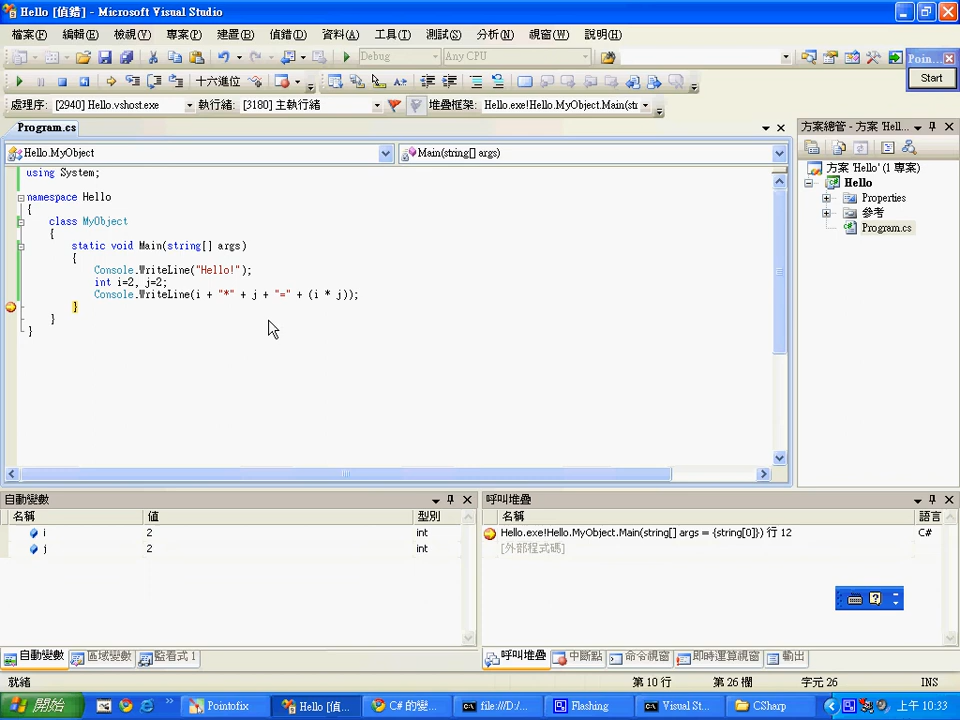 Hello [偵錯] - Microsoft Visual Studio
檔案(F) 編輯(E) 檢視(V) 專案(P) 建置(B) 偵錯(D) 資料(A) 工具(T) 測試(S) 分析(N) 視窗(W) 說明(H)
Debug Any CPU
Poin...
Start
十六進位
處理序: [2940] Hello.vshost.exe 執行緒: [3180] 主執行緒 堆疊框架: Hello.exe!Hello.MyObject.Main(str
Program.cs
方案總管 - 方案 'Hell...
Hello.MyObject Main(string[] args)
using System;
namespace Hello
{
class MyObject
{
static void Main(string[] args)
{
Console.WriteLine("Hello!");
int i=2, j=2;
Console.WriteLine(i + "*" + j + "=" + (i * j));
}
}
}
方案 'Hello' (1 專案)
Hello
Properties
參考
Program.cs
自動變數
名稱 值 型別
i 2 int
j 2 int
呼叫堆疊
名稱 語言
Hello.exe!Hello.MyObject.Main(string[] args = {string[0]}) 行 12 C#
[外部程式碼]
自動變數 區域變數 監看式 1
呼叫堆疊 中斷點 命令視窗 即時運算視窗 輸出
就緒 第 10 行 第 26 欄 字元 26 INS
開始 Pointofix Hello [偵... C# 的變... file:///D:/... Flashing Visual St... CSharp 上午 10:33